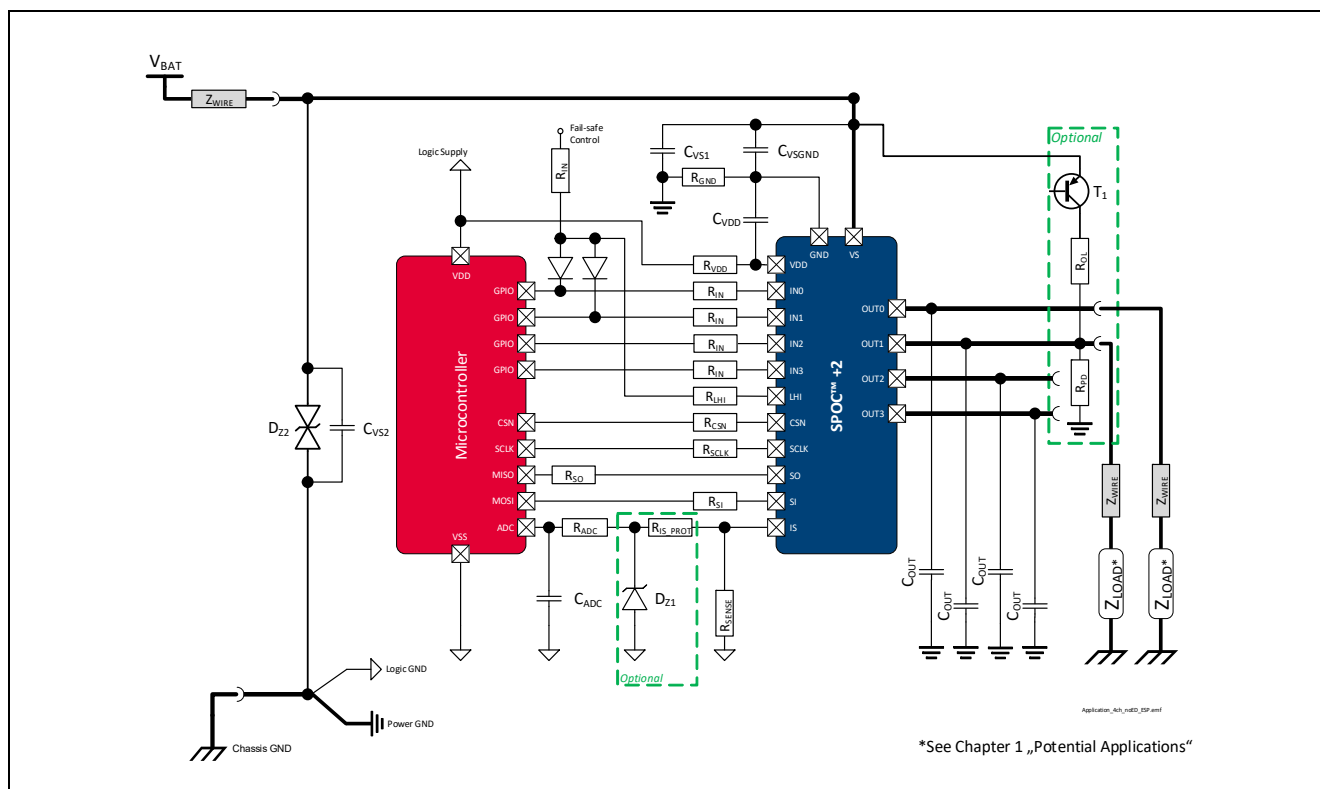 VBAT
ZWIRE
Fail-safe
Control
Optional
Logic Supply
RIN
CVS1
CVSGND
RGND
T1
CVDD
ROL
GND
VS
VDD
RVDD
VDD
GPIO
RIN
IN0
OUT0
GPIO
RIN
IN1
OUT1
GPIO
RIN
IN2
OUT2
RPD
GPIO
RIN
IN3
OUT3
RLHI
LHI
Microcontroller
SPOC™ +2
DZ2
CVS2
CSN
RCSN
CSN
SCLK
RSCLK
SCLK
MISO
RSO
SO
MOSI
RSI
SI
ZWIRE
ZWIRE
ADC
RADC
RIS_PROT
IS
VSS
CADC
DZ1
RSENSE
COUT
COUT
COUT
COUT
ZLOAD*
ZLOAD*
Optional
Logic GND
Power GND
Chassis GND
Application_4ch_noED_ESP.emf
*See Chapter 1 „Potential Applications“